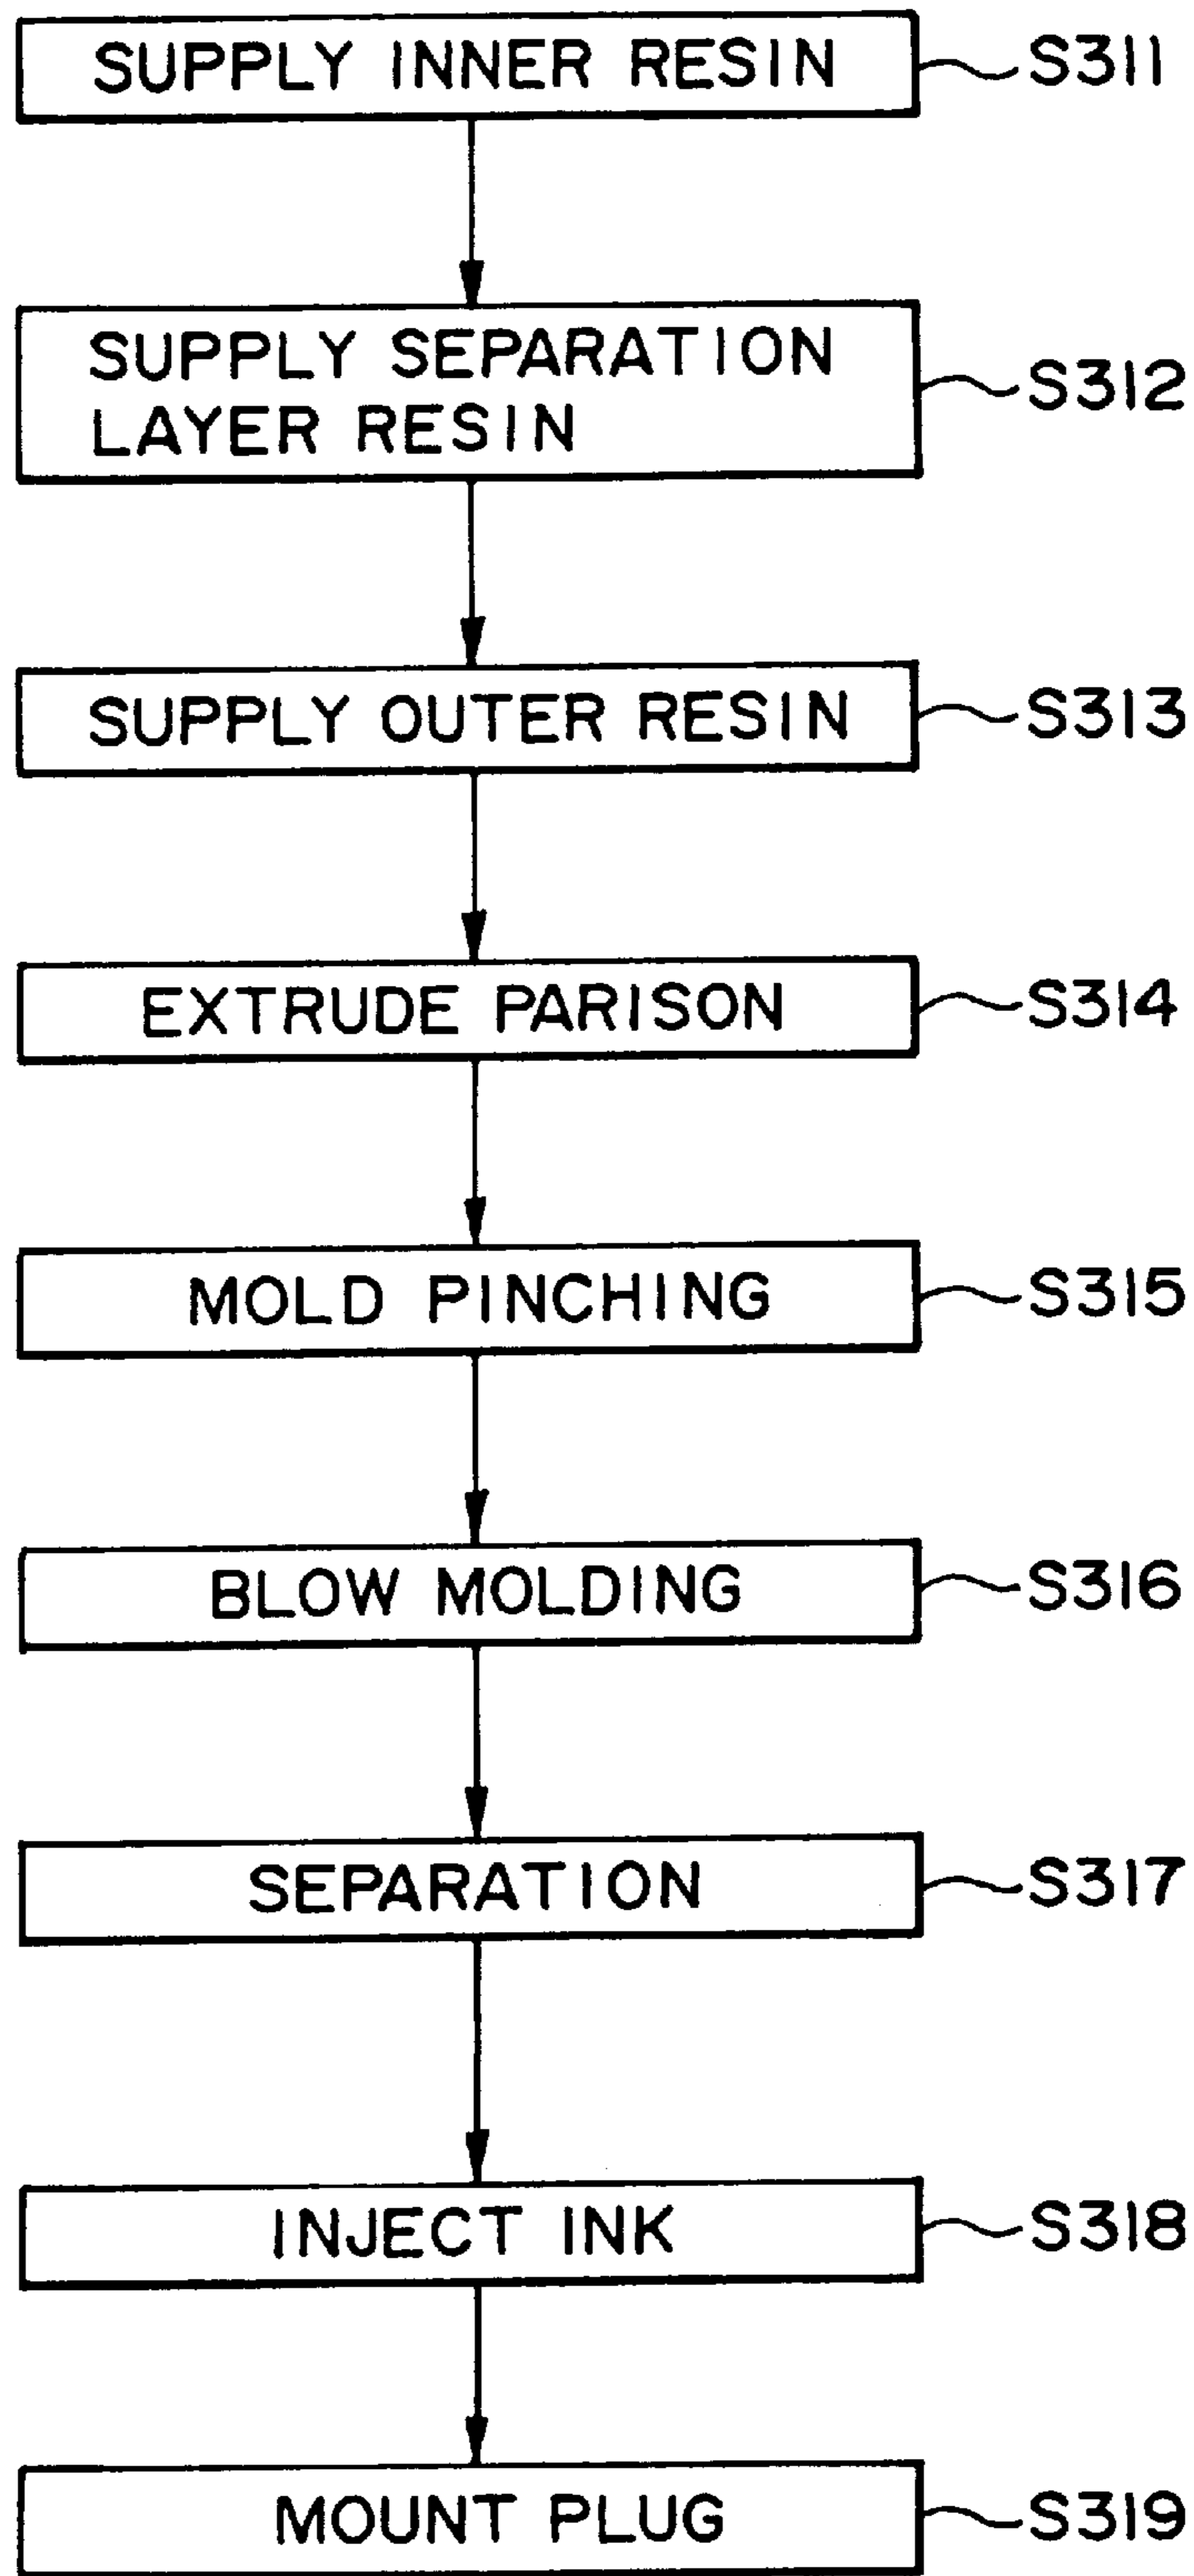 SUPPLY INNER RESIN
S311
SUPPLY SEPARATION
LAYER RESIN
S312
SUPPLY OUTER RESIN
S313
EXTRUDE PARISON
S314
MOLD PINCHING
S315
BLOW MOLDING
S316
SEPARATION
S317
INJECT INK
S318
MOUNT PLUG
S319